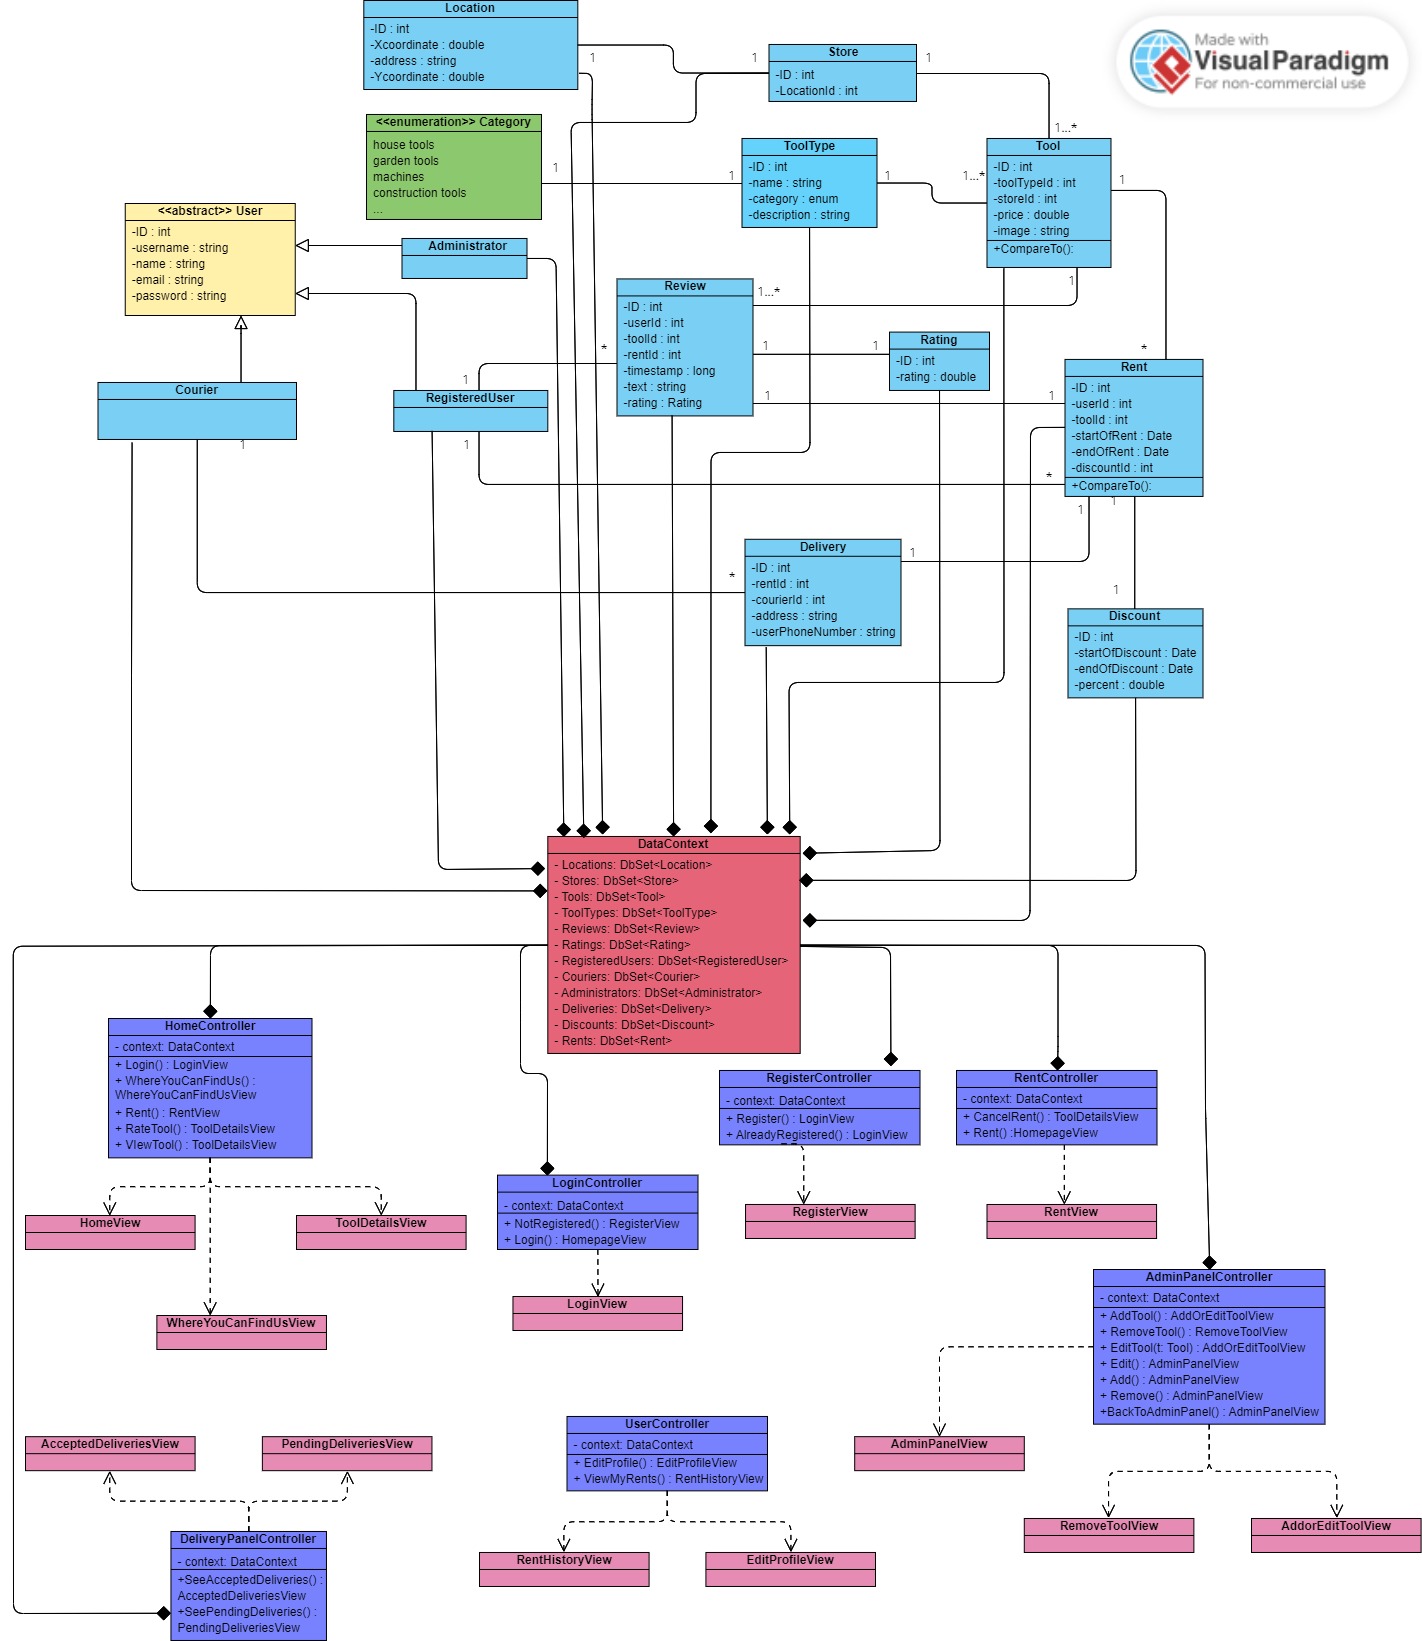 Location
-ID : int
-Xcoordinate : double
-address : string
-Ycoordinate : double
1
1
Store
-ID : int
-LocationId : int
1
Made with
VisualParadigm
For non-commercial use
<<enumeration>> Category
house tools
garden tools
machines
construction tools
...
1
1
ToolType
-ID : int
-name : string
-category : enum
-description : string
1
1...*
1...*
Tool
-ID : int
-toolTypeId : int
-storeId : int
-price : double
-image : string
+CompareTo():
1
1
<<abstract>> User
-ID : int
-username : string
-name : string
-email : string
-password : string
Administrator
Review
-ID : int
-userId : int
-toolId : int
-rentId : int
-timestamp : long
-text : string
-rating : Rating
1...*
1
1
*
1
Rating
-ID : int
-rating : double
*
Rent
-ID : int
-userId : int
-toolId : int
-startOfRent : Date
-endOfRent : Date
-discountId : int
+CompareTo():
1
1
1
*
Courier
1
RegisteredUser
1
1
Delivery
-ID : int
-rentId : int
-courierId : int
-address : string
-userPhoneNumber : string
1
*
1
Discount
-ID : int
-startOfDiscount : Date
-endOfDiscount : Date
-percent : double
DataContext
- Locations: DbSet<Location>
- Stores: DbSet<Store>
- Tools: DbSet<Tool>
- ToolTypes: DbSet<ToolType>
- Reviews: DbSet<Review>
- Ratings: DbSet<Rating>
- RegisteredUsers: DbSet<RegisteredUser>
- Couriers: DbSet<Courier>
- Administrators: DbSet<Administrator>
- Deliveries: DbSet<Delivery>
- Discounts: DbSet<Discount>
- Rents: DbSet<Rent>
HomeController
- context: DataContext
+ Login() : LoginView
+ WhereYouCanFindUs() :
WhereYouCanFindUsView
+ Rent() : RentView
+ RateTool() : ToolDetailsView
+ VIewTool() : ToolDetailsView
RegisterController
- context: DataContext
+ Register() : LoginView
+ AlreadyRegistered() : LoginView
RentController
- context: DataContext
+ CancelRent() : ToolDetailsView
+ Rent() :HomepageView
LoginController
- context: DataContext
+ NotRegistered() : RegisterView
+ Login() : HomepageView
HomeView
ToolDetailsView
RegisterView
RentView
LoginView
WhereYouCanFindUsView
AdminPanelController
- context: DataContext
+ AddTool() : AddOrEditToolView
+ RemoveTool() : RemoveToolView
+ EditTool(t: Tool) : AddOrEditToolView
+ Edit() : AdminPanelView
+ Add() : AdminPanelView
+ Remove() : AdminPanelView
+BackToAdminPanel() : AdminPanelView
AcceptedDeliveriesView
PendingDeliveriesView
UserController
- context: DataContext
+ EditProfile() : EditProfileView
+ ViewMyRents() : RentHistoryView
AdminPanelView
DeliveryPanelController
- context: DataContext
+SeeAcceptedDeliveries() :
AcceptedDeliveriesView
+SeePendingDeliveries() :
PendingDeliveriesView
RentHistoryView
EditProfileView
RemoveToolView
AddorEditToolView